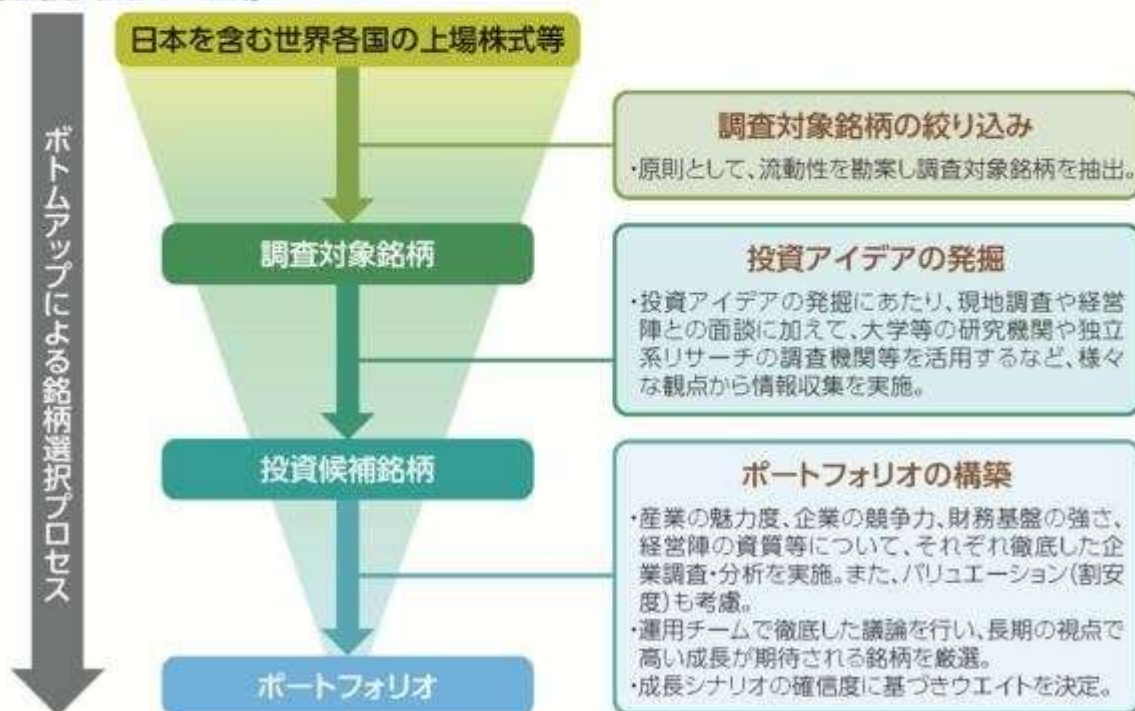 日本を含む世界各国の上場株式等
ボトムアップによる銘柄選択プロセス
調査対象銘柄の絞り込み
・原則として、流動性を勘案し調査対象銘柄を抽出。
調査対象銘柄
投資アイデアの発掘
・投資アイデアの発掘にあたり、現地調査や経営
陣との面談に加えて、大学等の研究機関や独立
系リサーチの調査機関等を活用するなど、様々
な観点から情報収集を実施。
投資候補銘柄
ポートフォリオの構築
・産業の魅力度、企業の競争力、財務基盤の強さ、
経営陣の資質等について、それぞれ徹底した企
業調査・分析を実施。また、バリュエーション(割安
度)も考慮。
・運用チームで徹底した議論を行い、長期の視点で
高い成長が期待される銘柄を厳選。
・成長シナリオの確信度に基づきウエイトを決定。
ポートフォリオ